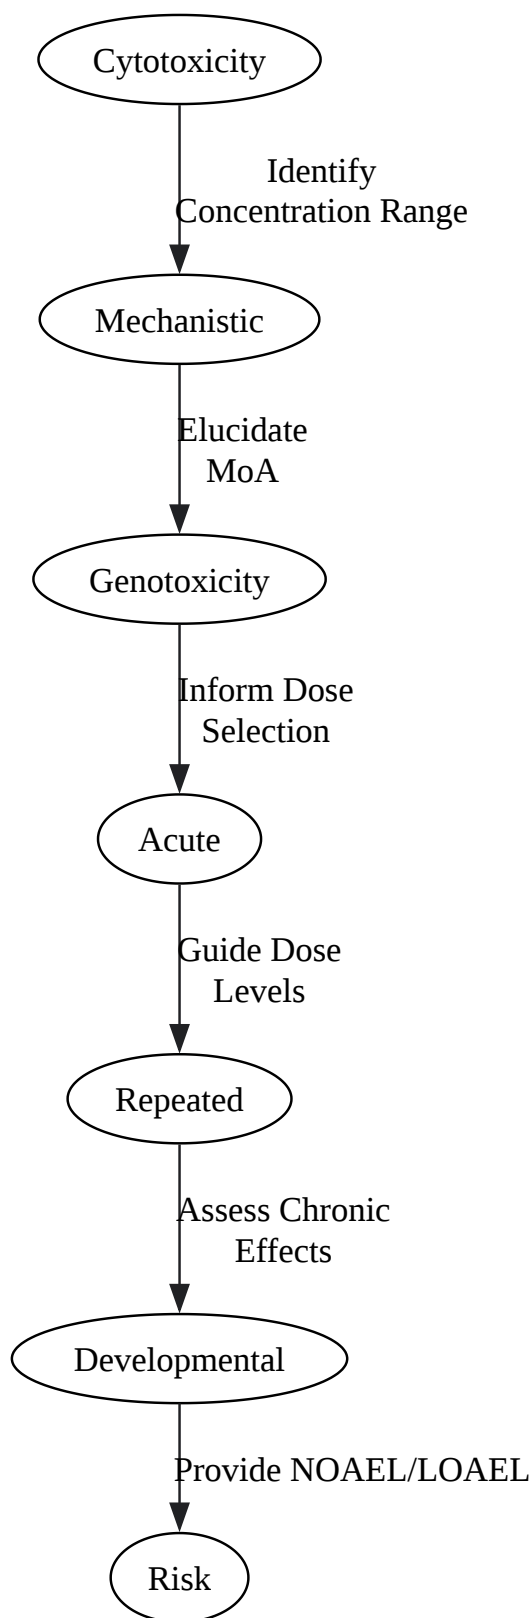 Cytotoxicity
Identify
Concentration Range
Mechanistic
Elucidate
MoA
Genotoxicity
Inform Dose
Selection
Acute
Guide Dose
Levels
Repeated
Assess Chronic
Effects
Developmental
Provide NOAEL/LOAEL
Risk